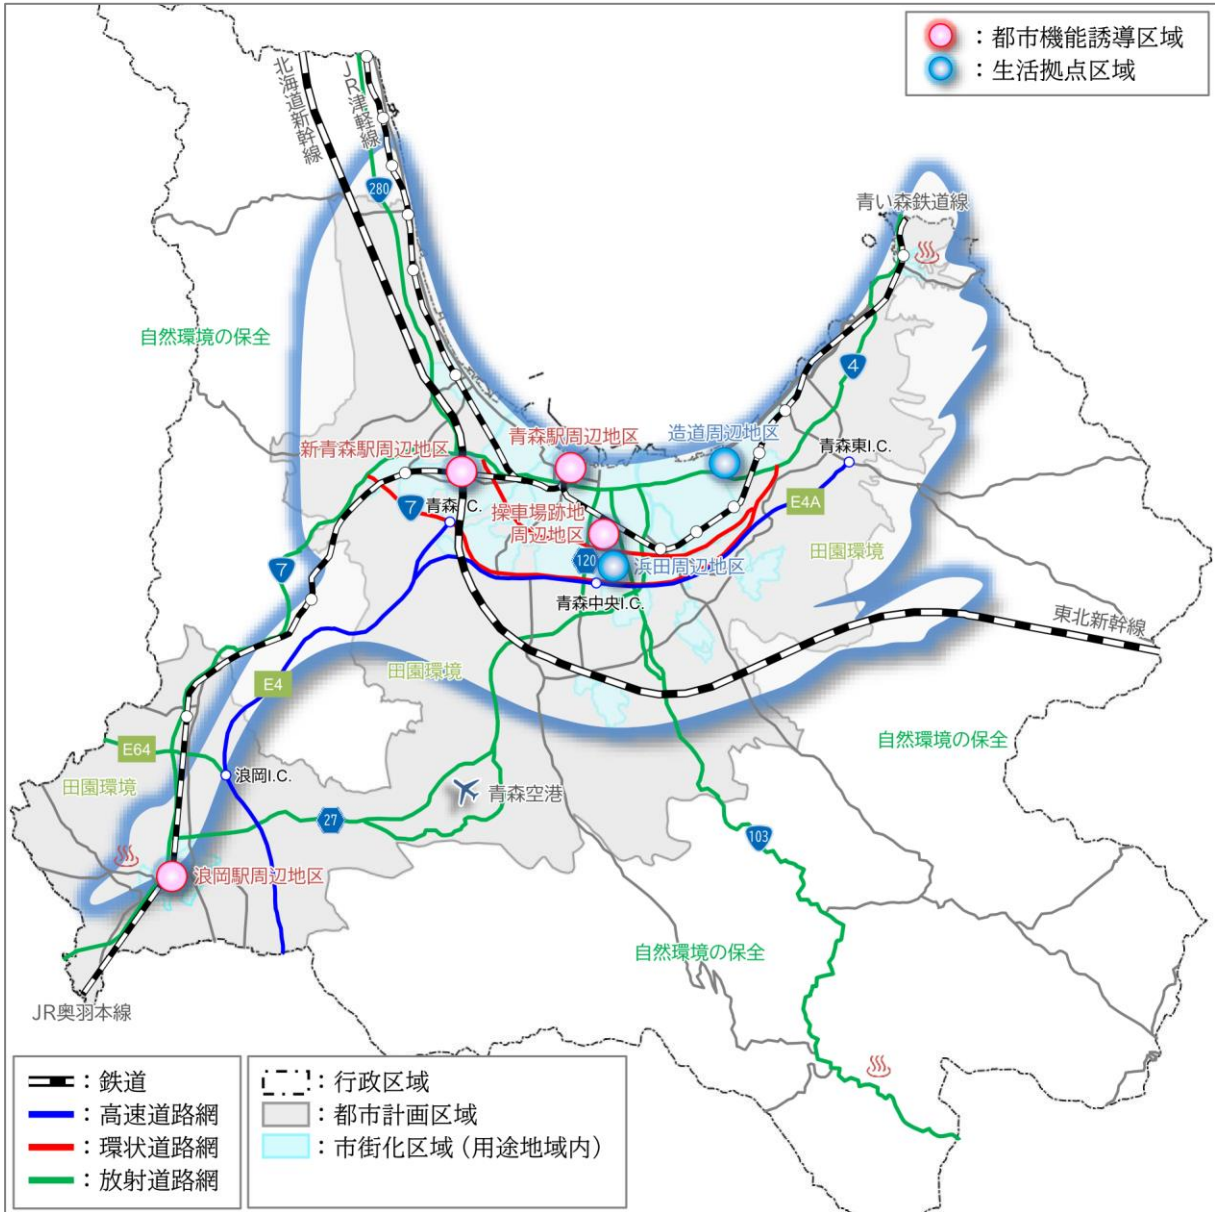 ：都市機能誘導区域
：生活拠点区域
北海道新幹線
JR津軽線
280
青い森鉄道線
自然環境の保全
4
新青森駅周辺地区
青森駅周辺地区
造道周辺地区
青森東I.C.
7
青森I.C.
操車場跡地
周辺地区
E4A
田園環境
7
120
浜田周辺地区
青森中央I.C.
東北新幹線
田園環境
E4
E64
自然環境の保全
田園環境
浪岡I.C.
青森空港
27
103
浪岡駅周辺地区
自然環境の保全
JR奥羽本線
：鉄道
：高速道路網
：環状道路網
：放射道路網
：行政区域
：都市計画区域
：市街化区域（用途地域内）